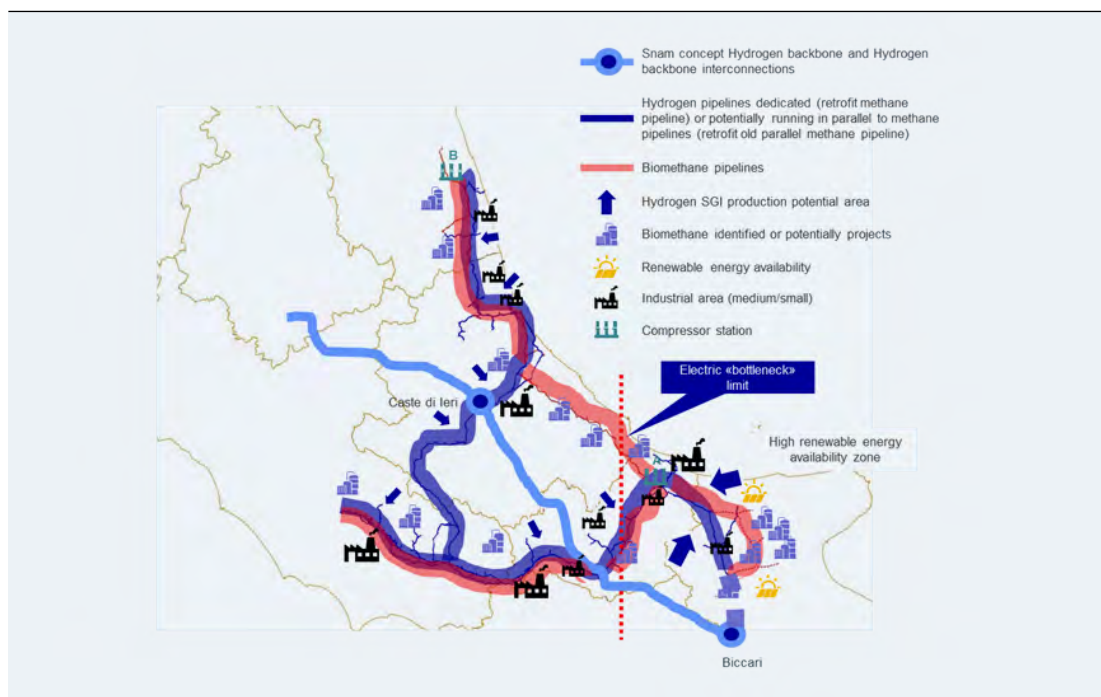 Snam concept Hydrogen backbone and Hydrogen
backbone interconnections
Hydrogen pipelines dedicated (retrofit methane
pipeline) or potentially running in parallel to methane
pipelines (retrofit old parallel methane pipeline)
Biomethane pipelines
Hydrogen SGI production potential area
Biomethane identified or potentially projects
Renewable energy availability
Industrial area (medium/small)
Compressor station
B
Electric «bottleneck»
limit
Caste di Ieri
High renewable energy
availability zone
A
Biccari